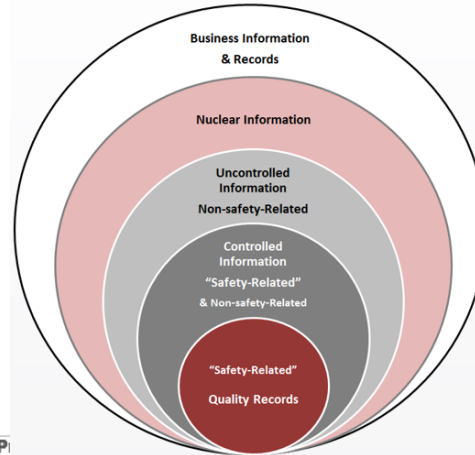 Business Information
& Records
Nuclear Information
Uncontrolled
Information
Non-safety-Related
Controlled
Information
“Safety-Related”
& Non-safety-Related
“Safety-Related”
Quality Records